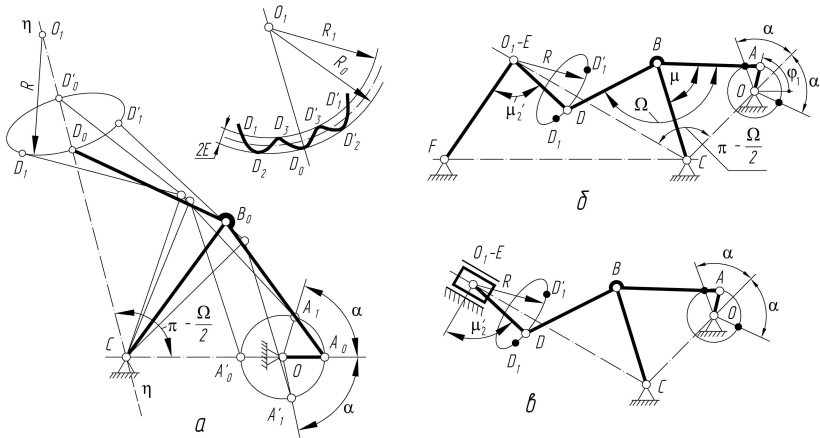 η
O₁
R
D'₀
D'₁
D₀
D₁
B₀
π - Ω/2
C
η
A'₀
O
A₀
A₁
A'₁
α
α
а
O₁
R₁
R₀
D₁
D₃
D'₃
D'₁
2E
D₂
D₀
D'₂
O₁-E
R
D'₁
μ'₂
D
D₁
B
μ
Ω
A
α
φ₁
O
α
F
C
π - Ω/2
б
O₁-E
R
D'₁
μ'₂
D
D₁
B
A
α
O
α
C
в